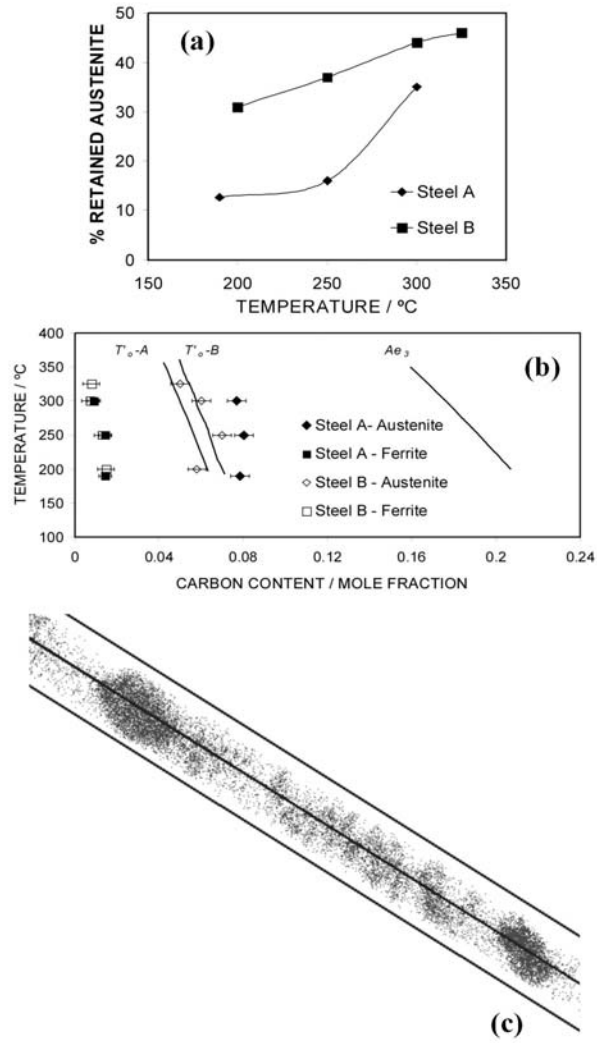 (a)
% RETAINED AUSTENITE
50
40
30
20
10
0
Steel A
Steel B
150 200 250 300 350
TEMPERATURE / ºC
(b)
TEMPERATURE / ºC
400
350
300
250
200
150
100
T'o-A T'o-B Ae3
Steel A- Austenite
Steel A - Ferrite
Steel B - Austenite
Steel B - Ferrite
0 0.04 0.08 0.12 0.16 0.2 0.24
CARBON CONTENT / MOLE FRACTION
(c)